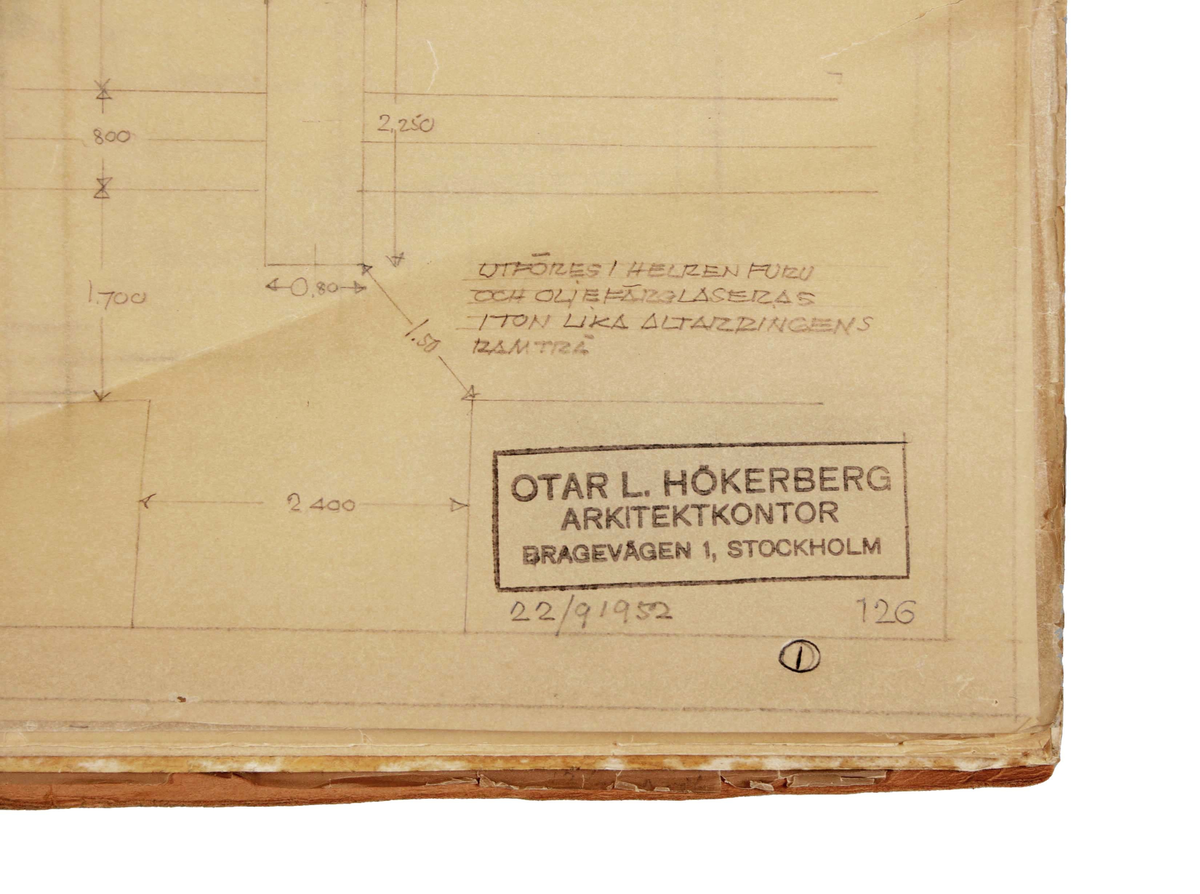 800
2,250
0,80
1.700
1.50
UTFÖRES I HELREN FURU
OCH OLJEFÄRGLASERAS
I TON LIKA ALTARRINGENS
RAMTRÄ
2 400
OTAR L. HÖKERBERG
ARKITEKTKONTOR
BRAGEVÄGEN 1, STOCKHOLM
22/9 1952
126
1